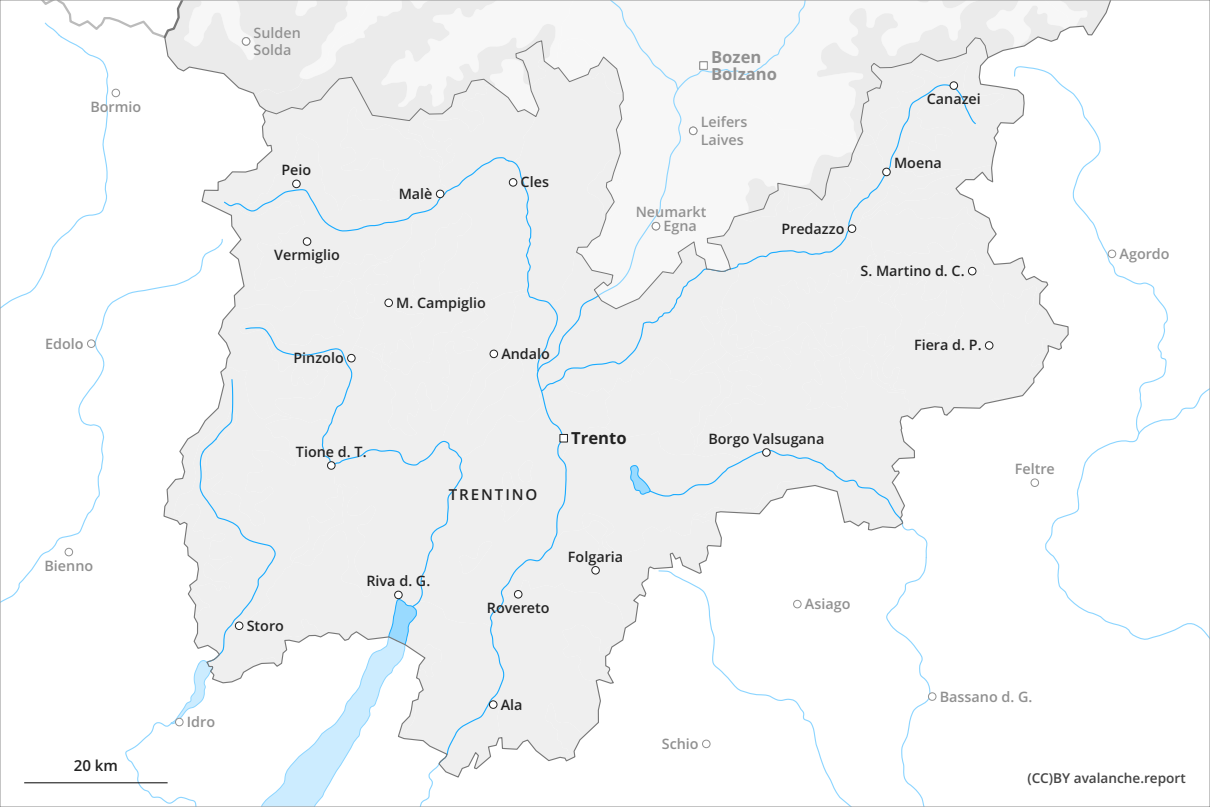 Sulden
Solda
Bozen
Bolzano
Bormio
Canazei
Leifers
Laives
Moena
Peio
Malè
Cles
Neumarkt
Egna
Predazzo
Vermiglio
Agordo
S. Martino d. C.
M. Campiglio
Edolo
Pinzolo
Andalo
Fiera d. P.
Trento
Borgo Valsugana
Tione d. T.
Feltre
TRENTINO
Bienno
Folgaria
Riva d. G.
Rovereto
Asiago
Storo
Bassano d. G.
Ala
Idro
Schio
20 km
(CC)BY avalanche.report